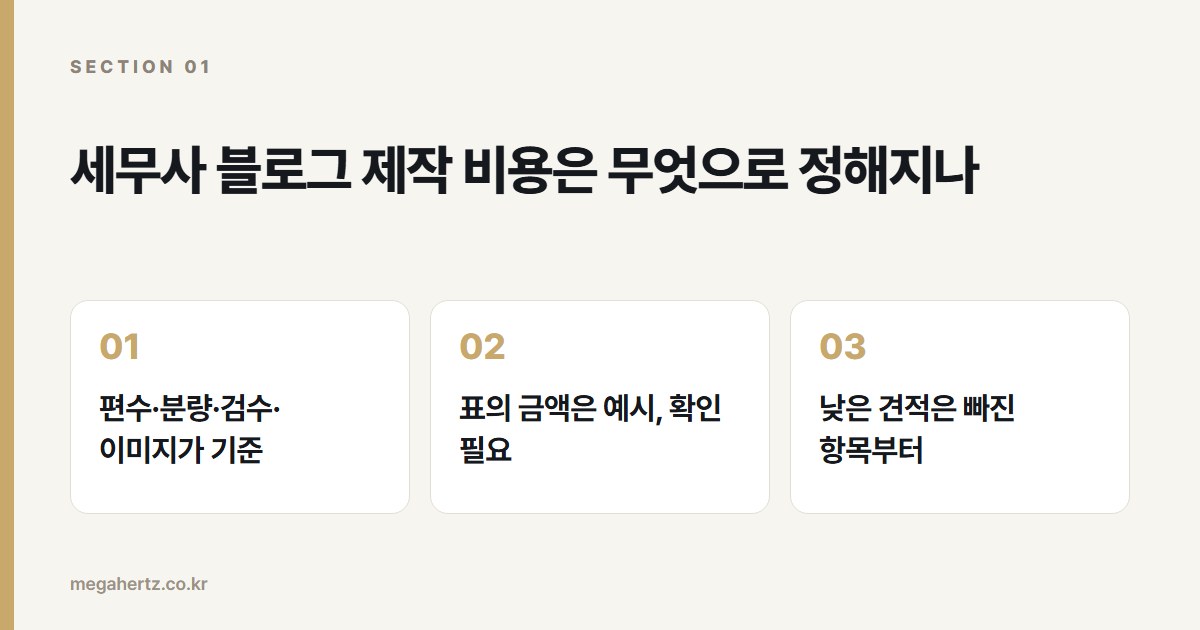 SECTION 01
세무사 블로그 제작 비용은 무엇으로 정해지나
01
편수·분량·검수·
이미지가 기준
02
표의 금액은 예시, 확인
필요
03
낮은 견적은 빠진
항목부터
megahertz.co.kr